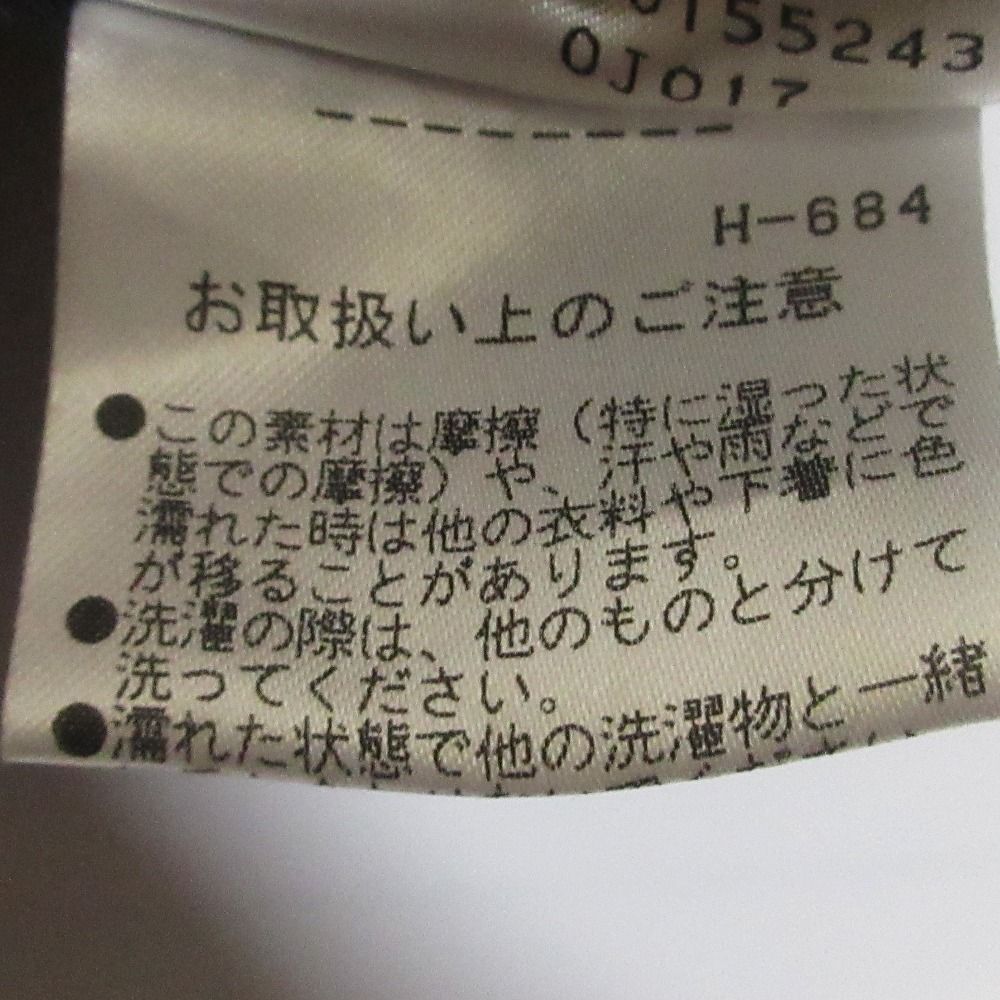 0155243
0J017
H-684
お取扱い上のご注意
●この素材は摩擦（特に湿った状
態での摩擦）や、汗や雨などで
濡れた時は他の衣料や下着に色
が移ることがあります。
●洗濯の際は、他のものと分けて
洗ってください。
●濡れた状態で他の洗濯物と一緒